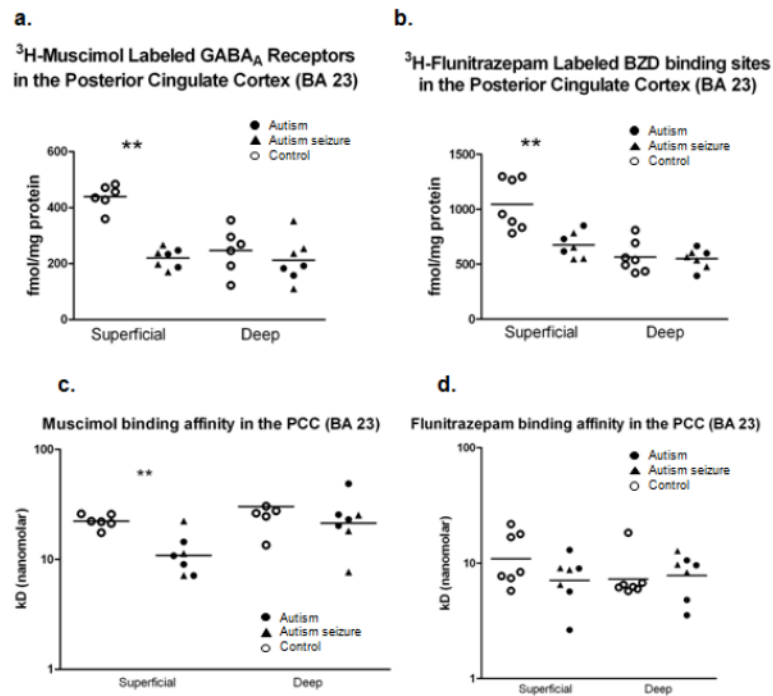 a.
³H-Muscimol Labeled GABA_A Receptors
in the Posterior Cingulate Cortex (BA 23)
Autism
Autism seizure
Control
**
600
400
200
0
fmol/mg protein
Superficial Deep
b.
³H-Flunitrazepam Labeled BZD binding sites
in the Posterior Cingulate Cortex (BA 23)
Autism
Autism seizure
Control
**
1500
1000
500
0
fmol/mg protein
Superficial Deep
c.
Muscimol binding affinity in the PCC (BA 23)
100
**
10
1
kD (nanomolar)
Autism
Autism seizure
Control
Superficial Deep
d.
Flunitrazepam binding affinity in the PCC (BA 23)
Autism
Autism seizure
Control
100
10
1
kD (nanomolar)
Superficial Deep